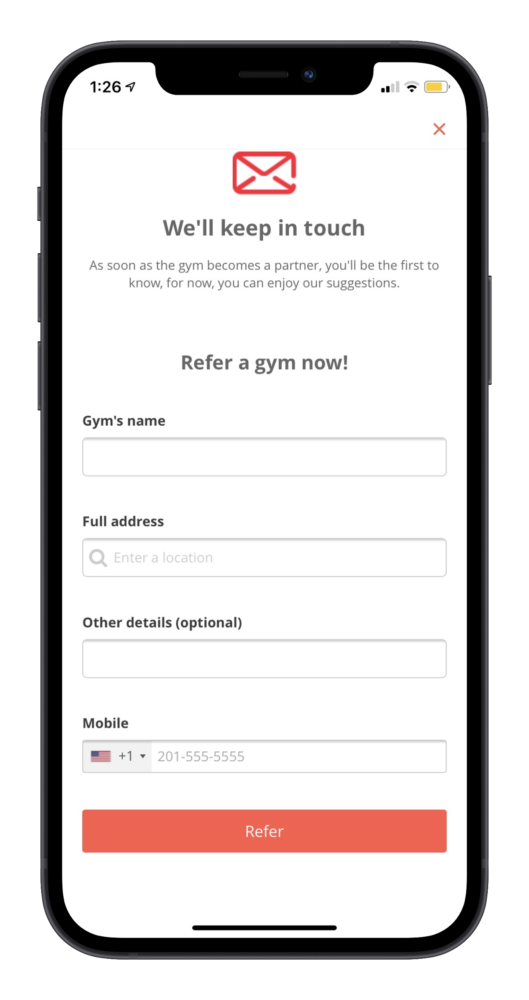 1:26
We'll keep in touch
As soon as the gym becomes a partner, you'll be the first to
know, for now, you can enjoy our suggestions.
Refer a gym now!
Gym's name
Full address
Enter a location
Other details (optional)
Mobile
+1 201-555-5555
Refer